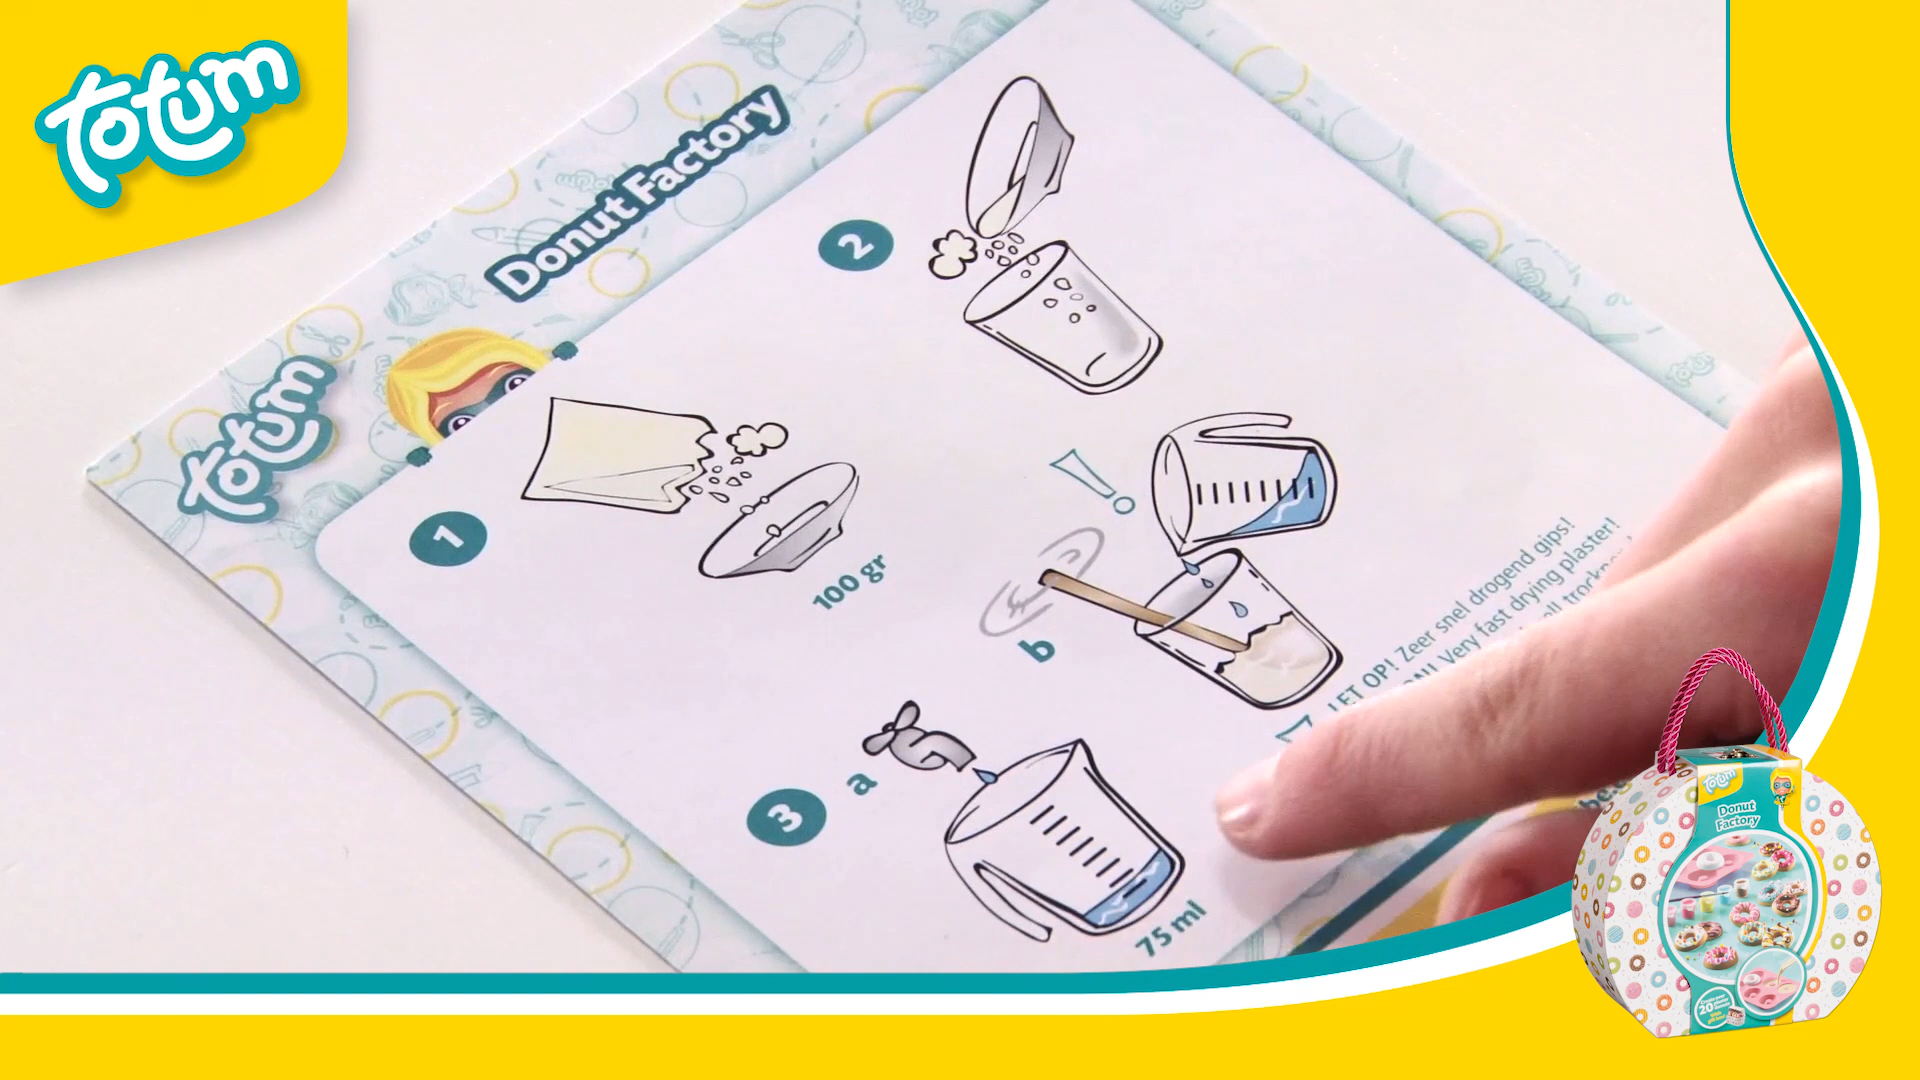 totum
Donut Factory
totum
2
1
100 gr
b
LET OP! Zeer snel drogend gips!
Very fast drying plaster!
3
a
75 ml
totum
Donut
Factory
20